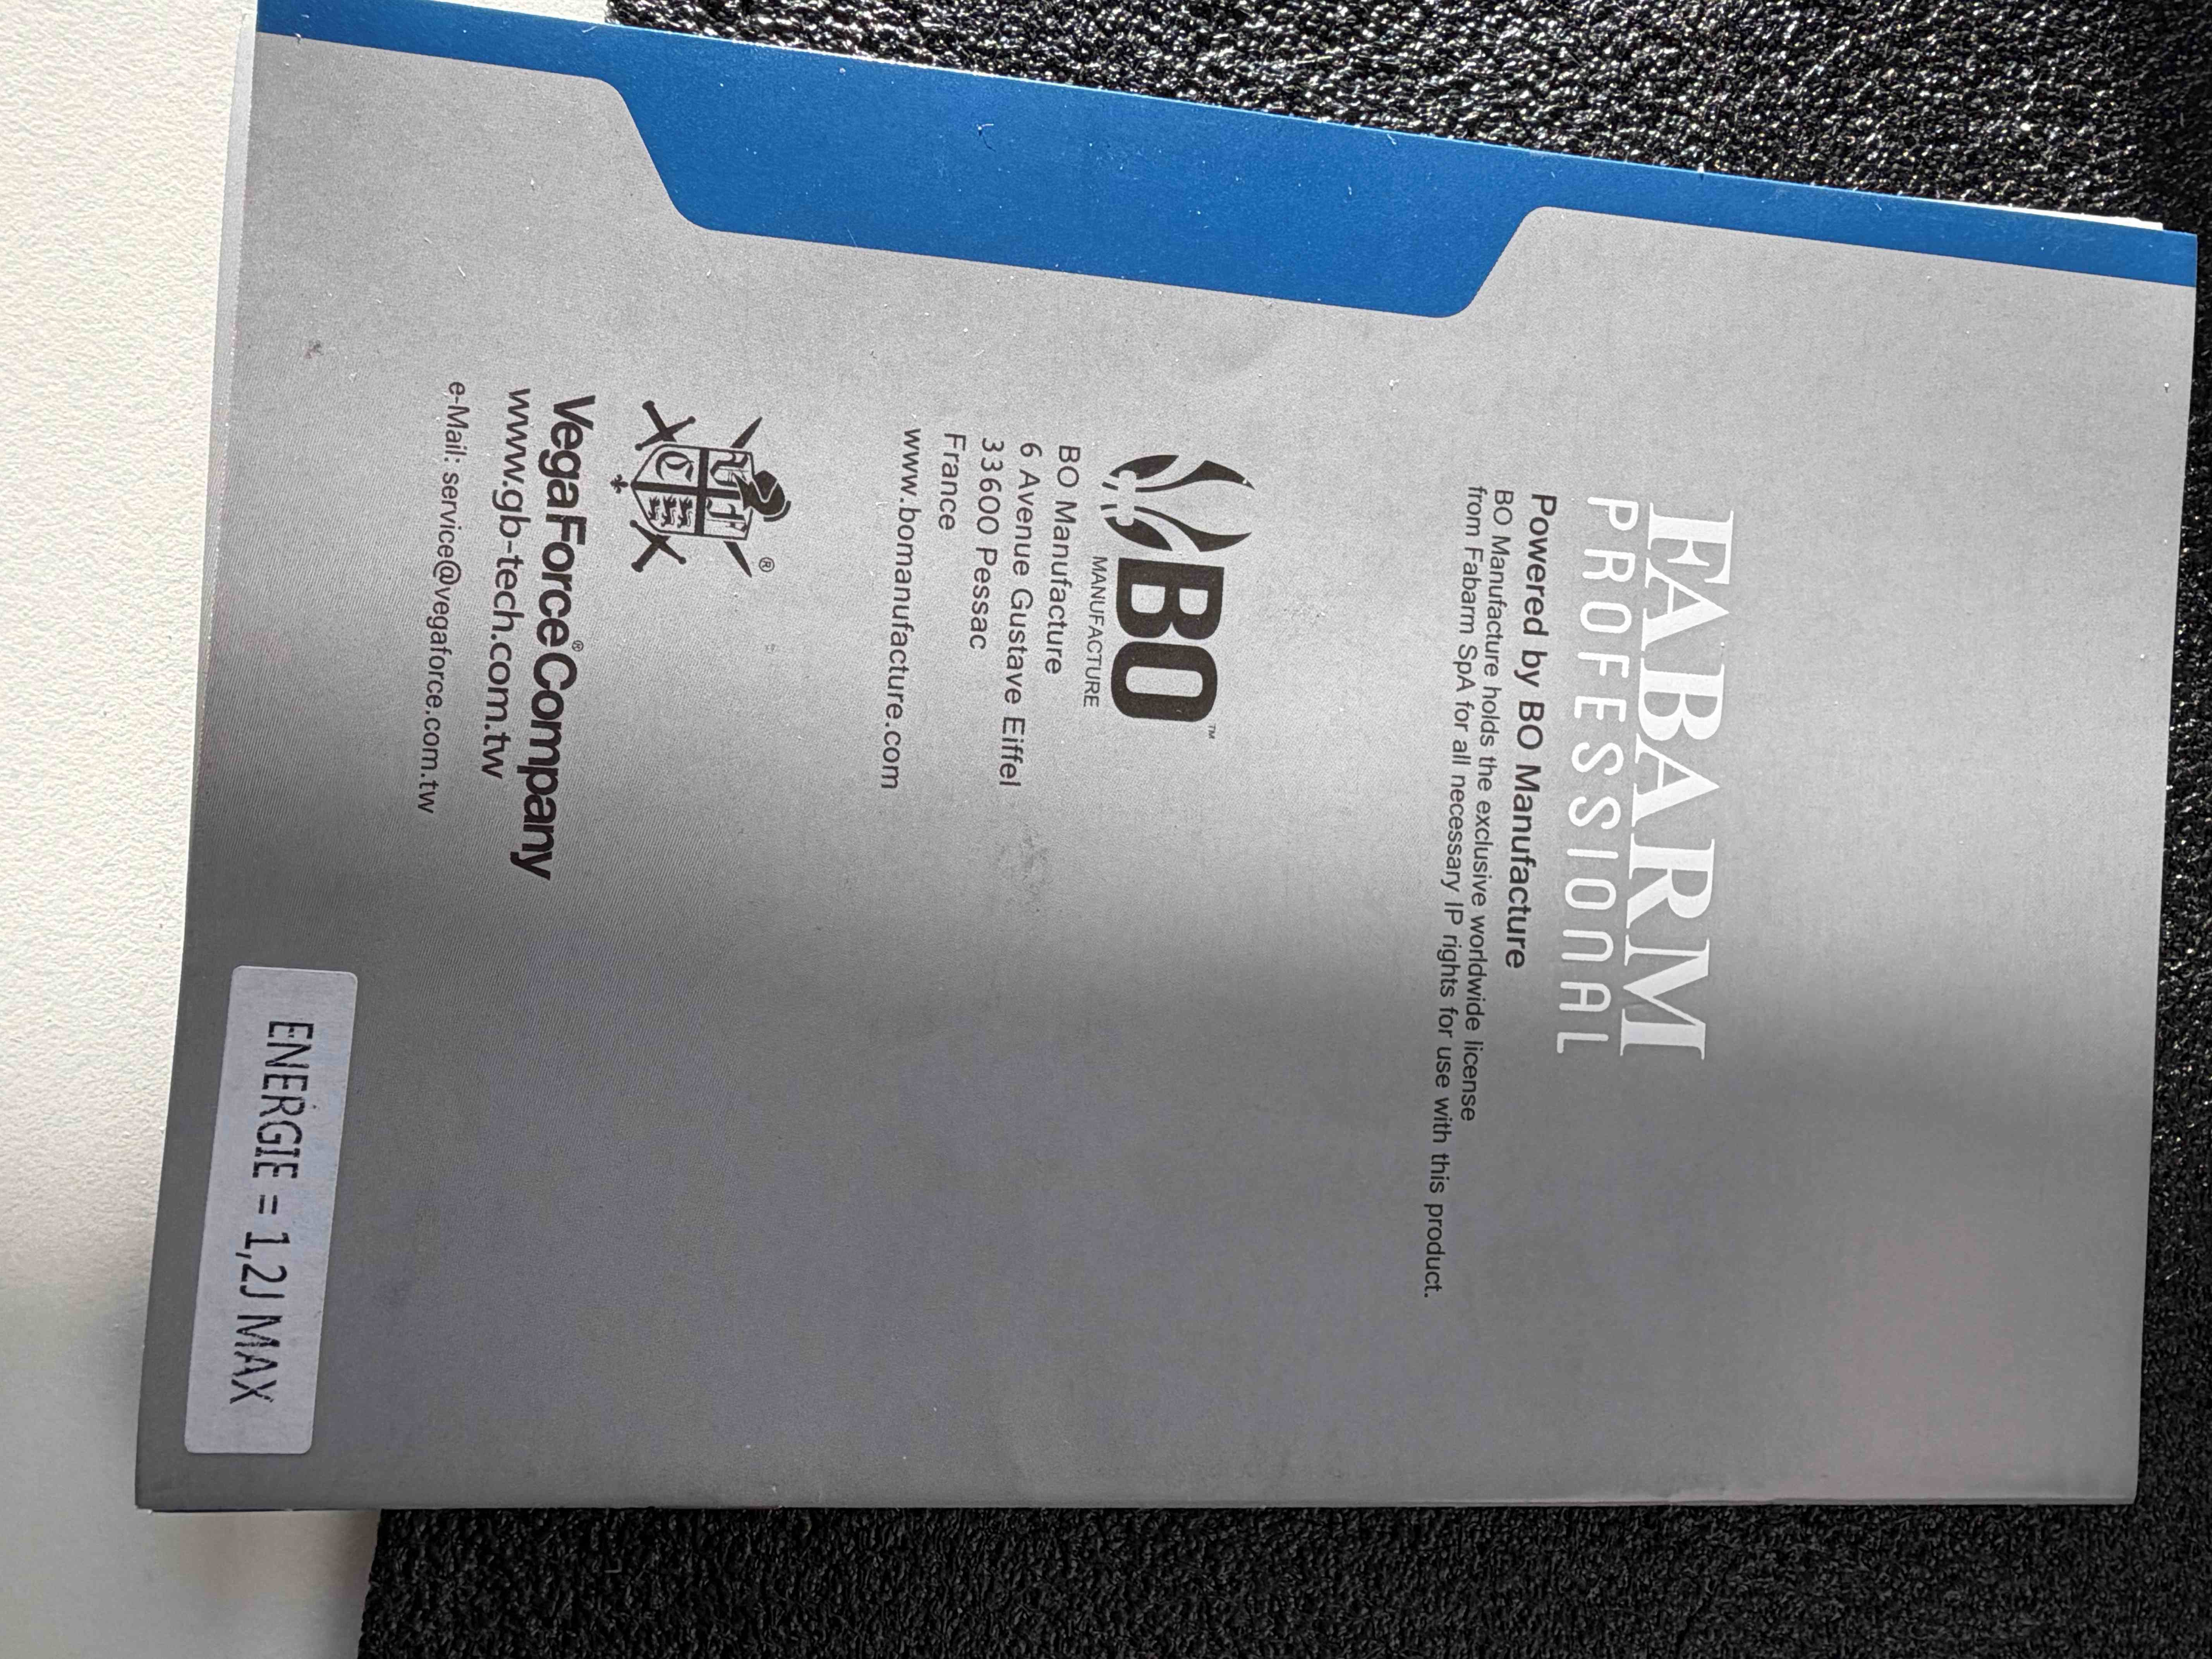 FABARM
PROFESSIONAL
Powered by BO Manufacture
BO Manufacture holds the exclusive worldwide license
from Fabarm SpA for all necessary IP rights for use with this product.
BO™
MANUFACTURE
BO Manufacture
6 Avenue Gustave Eiffel
33600 Pessac
France
www.bomanufacture.com
®
VegaForce®Company
www.gb-tech.com.tw
e-Mail: service@vegaforce.com.tw
ENERGIE = 1,2J MAX